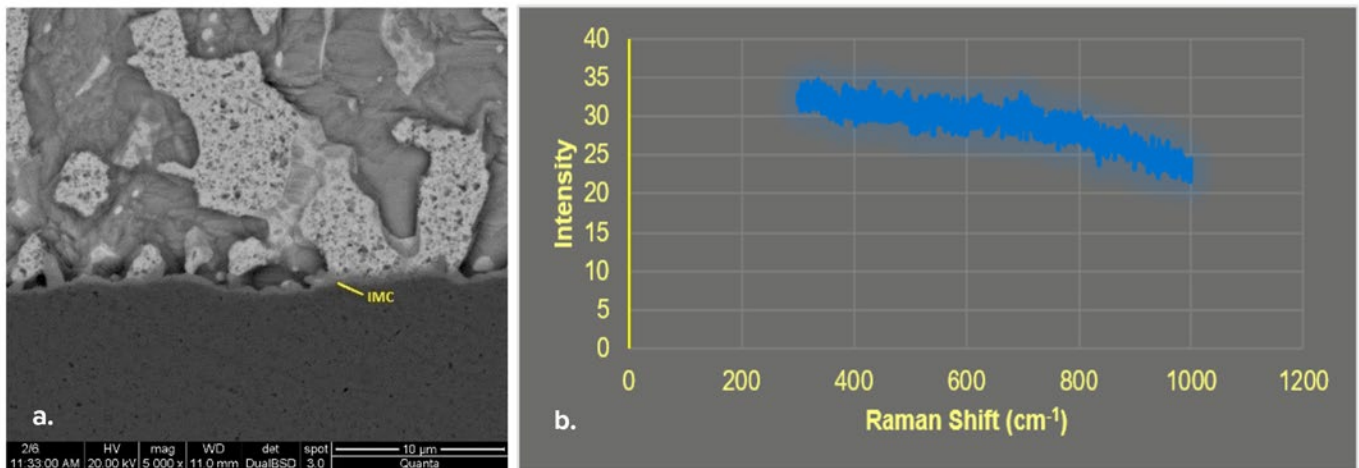 IMC
a.
2/6 HV mag WD det spot 10 µm
11:33:00 AM 20.00 kV 5 000 x 11.0 mm DualBSD 3.0 Quanta
40
35
30
25
20
15
10
5
0
Intensity
0 200 400 600 800 1000 1200
b.
Raman Shift (cm-1)